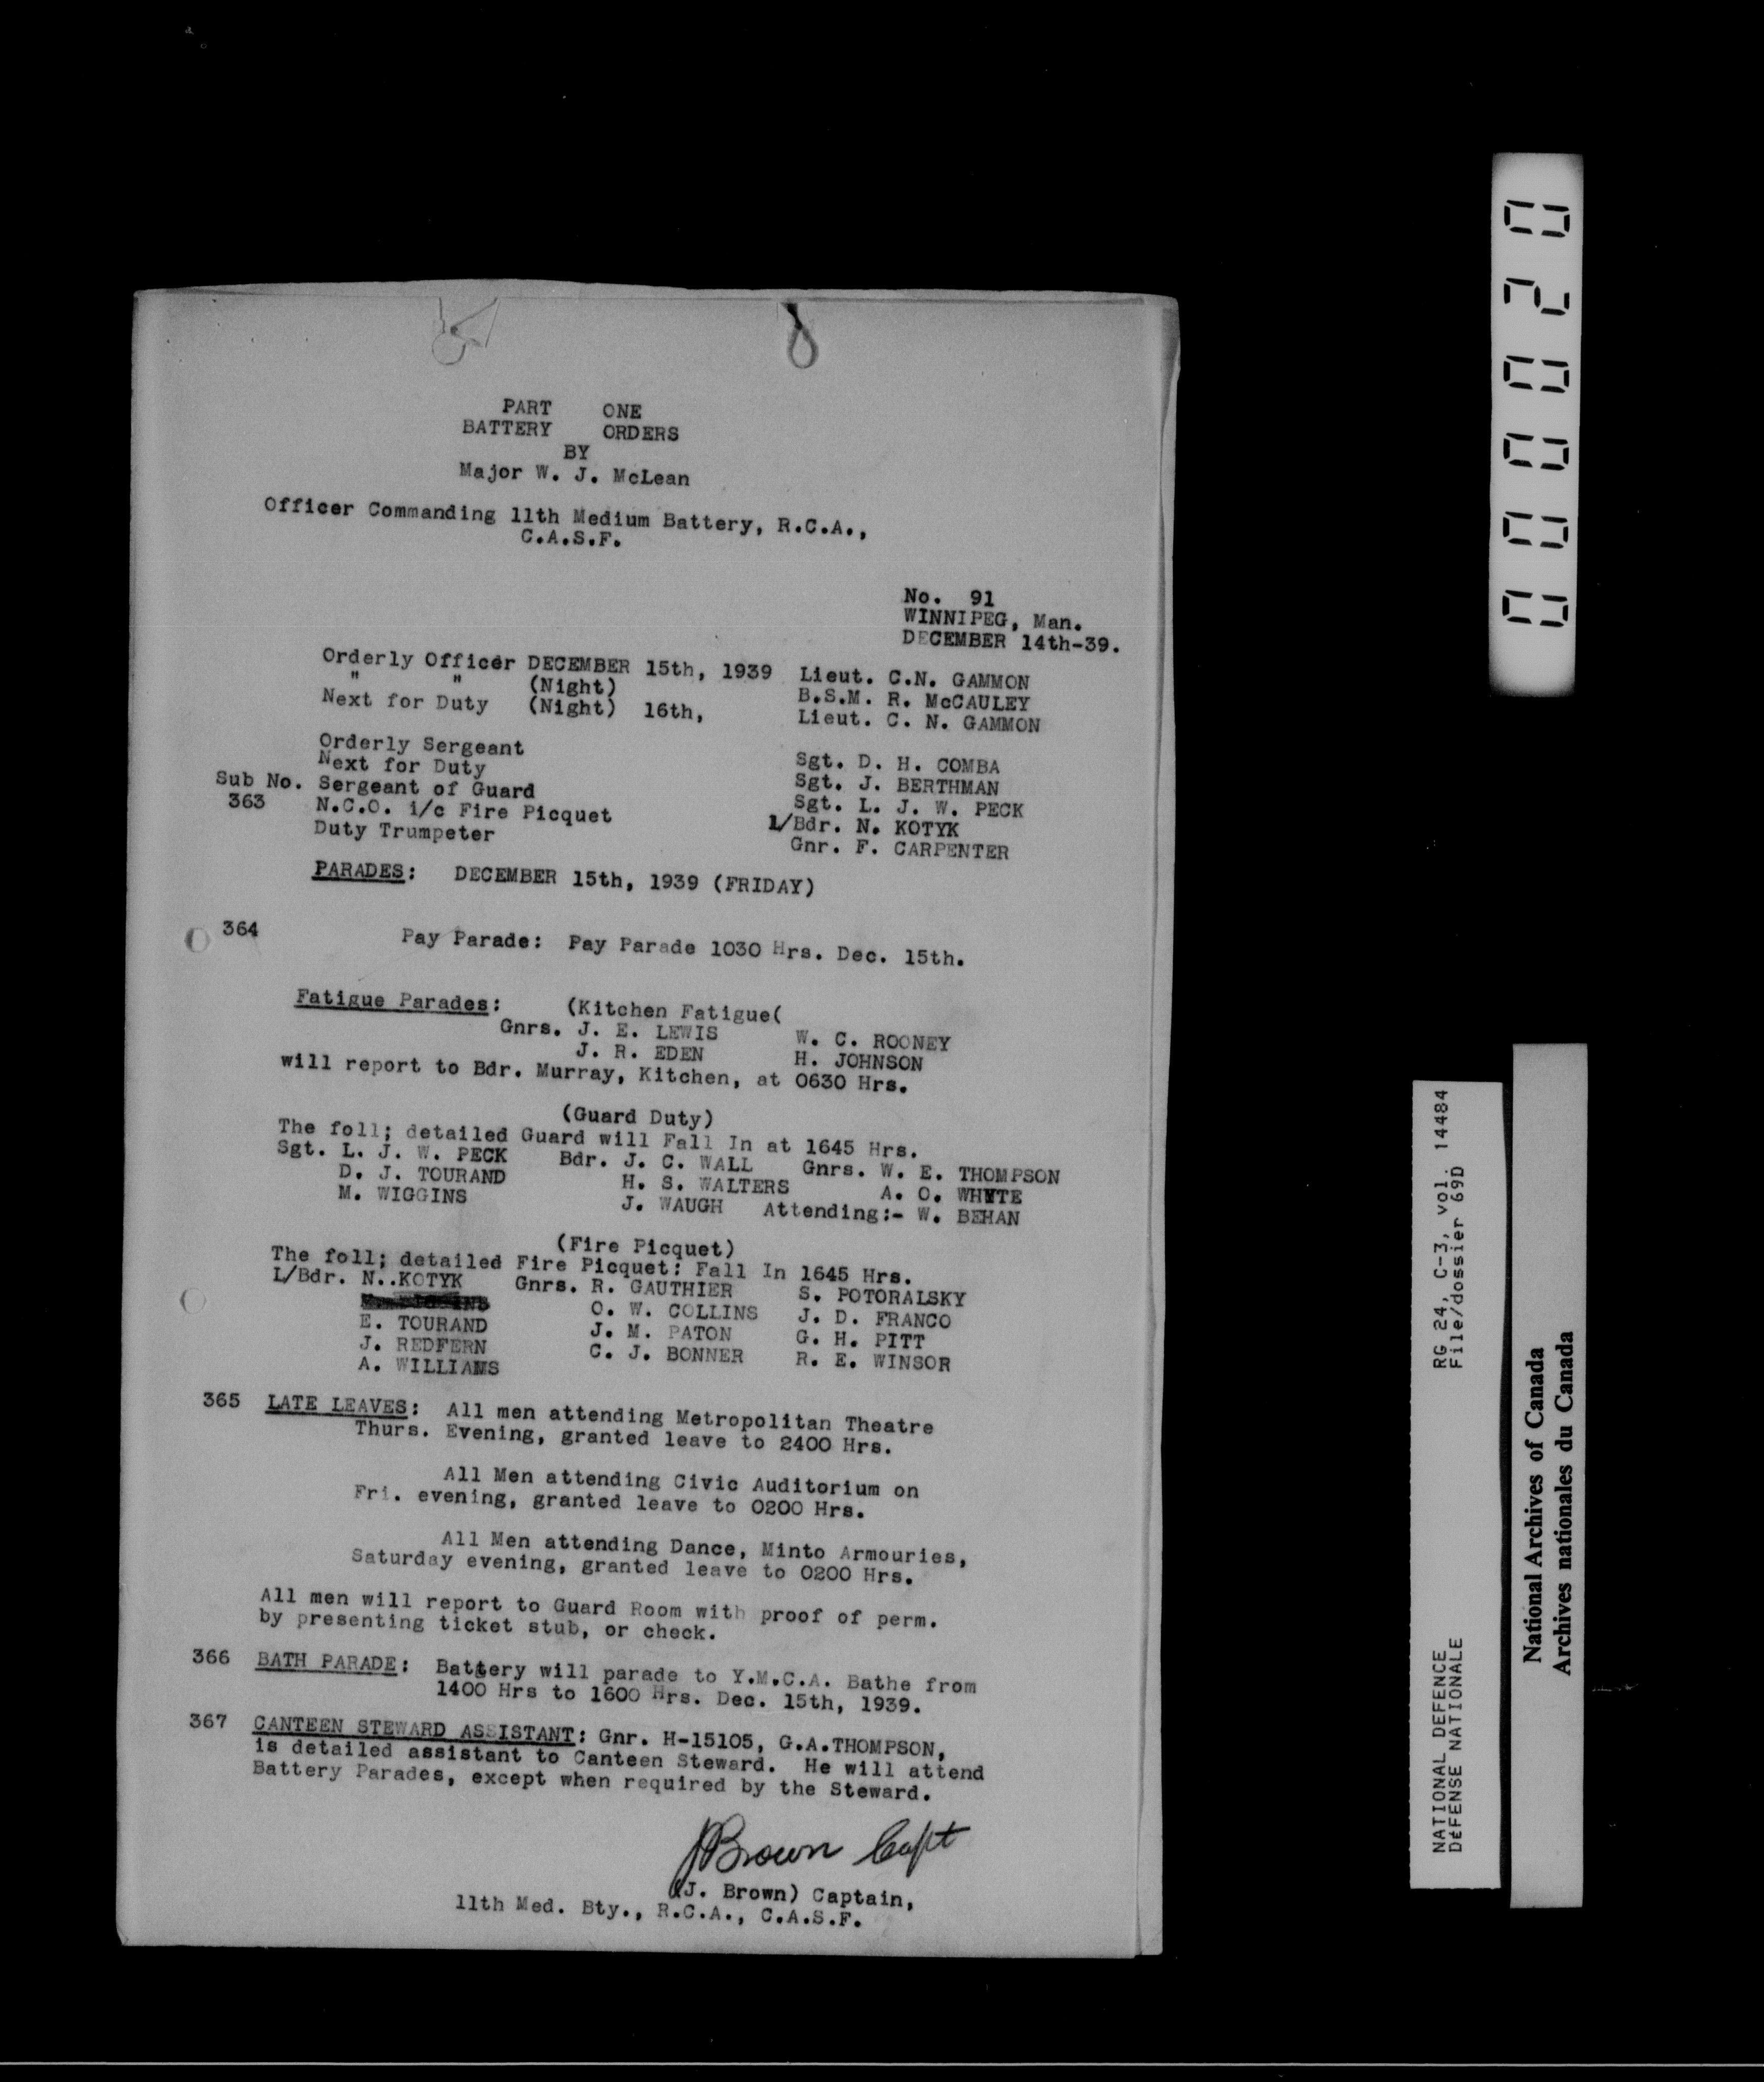 PART ONE
BATTERY ORDERS
BY
Major W. J. McLean
Officer Commanding 11th Medium Battery, R.C.A.,
C.A.S.F.
No. 91
WINNIPEG, Man.
DECEMBER 14th-39.
Orderly Officer DECEMBER 15th, 1939 Lieut. C.N. GAMMON
" " (Night) B.S.M. R. McCAULEY
Next for Duty (Night) 16th, Lieut. C. N. GAMMON
Orderly Sergeant Sgt. D. H. COMBA
Next for Duty Sgt. J. BERTHMAN
Sub No. Sergeant of Guard Sgt. L. J. W. PECK
363 N.C.O. i/c Fire Picquet L/Bdr. N. KOTYK
Duty Trumpeter Gnr. F. CARPENTER
PARADES: DECEMBER 15th, 1939 (FRIDAY)
364 Pay Parade: Pay Parade 1030 Hrs. Dec. 15th.
Fatigue Parades: (Kitchen Fatigue(
Gnrs. J. E. LEWIS W. C. ROONEY
J. R. EDEN H. JOHNSON
will report to Bdr. Murray, Kitchen, at 0630 Hrs.
(Guard Duty)
The foll; detailed Guard will Fall In at 1645 Hrs.
Sgt. L. J. W. PECK Bdr. J. C. WALL Gnrs. W. E. THOMPSON
D. J. TOURAND H. S. WALTERS A. O. WHYTE
M. WIGGINS J. WAUGH Attending:- W. BEHAN
(Fire Picquet)
The foll; detailed Fire Picquet: Fall In 1645 Hrs.
L/Bdr. N..KOTYK Gnrs. R. GAUTHIER S. POTORALSKY
O. W. COLLINS J. D. FRANCO
E. TOURAND J. M. PATON G. H. PITT
J. REDFERN C. J. BONNER R. E. WINSOR
A. WILLIAMS
365 LATE LEAVES: All men attending Metropolitan Theatre
Thurs. Evening, granted leave to 2400 Hrs.
All Men attending Civic Auditorium on
Fri. evening, granted leave to 0200 Hrs.
All Men attending Dance, Minto Armouries,
Saturday evening, granted leave to 0200 Hrs.
All men will report to Guard Room with proof of perm.
by presenting ticket stub, or check.
366 BATH PARADE: Battery will parade to Y.M.C.A. Bathe from
1400 Hrs to 1600 Hrs. Dec. 15th, 1939.
367 CANTEEN STEWARD ASSISTANT: Gnr. H-15105, G.A.THOMPSON,
is detailed assistant to Canteen Steward. He will attend
Battery Parades, except when required by the Steward.
JBrown Capt
(J. Brown) Captain,
11th Med. Bty., R.C.A., C.A.S.F.
000020
NATIONAL DEFENCE RG 24, C-3, vol. 14484
DÉFENSE NATIONALE File/dossier 69D
National Archives of Canada
Archives nationales du Canada